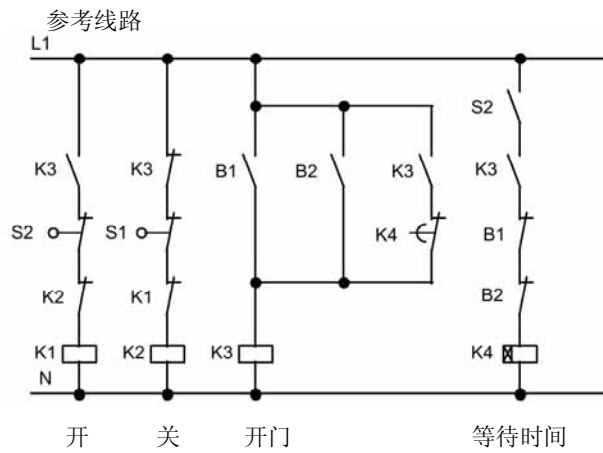 参考线路
L1
S2
K3 K3 B1 B2 K3 K3
S2 S1 K4 B1
K2 K1 B2
K1 K2 K3 K4
N
开 关 开门 等待时间